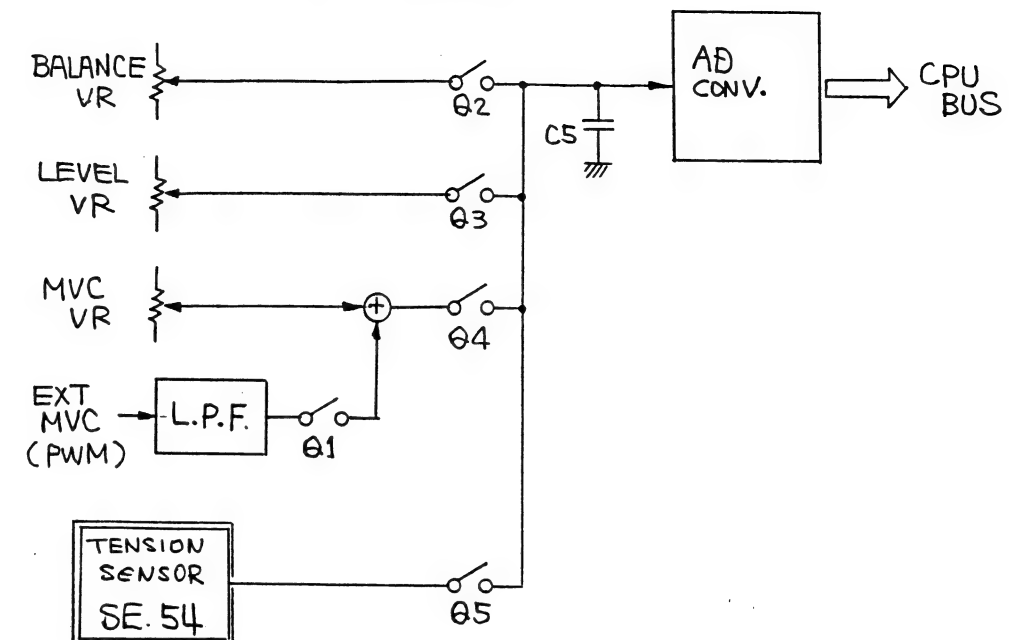 BALANCE
VR
Q2
C5
AD
CONV.
CPU
BUS
LEVEL
VR
Q3
MVC
VR
+
Q4
EXT
MVC
(PWM)
L.P.F.
Q1
TENSION
SENSOR
SE.54
Q5